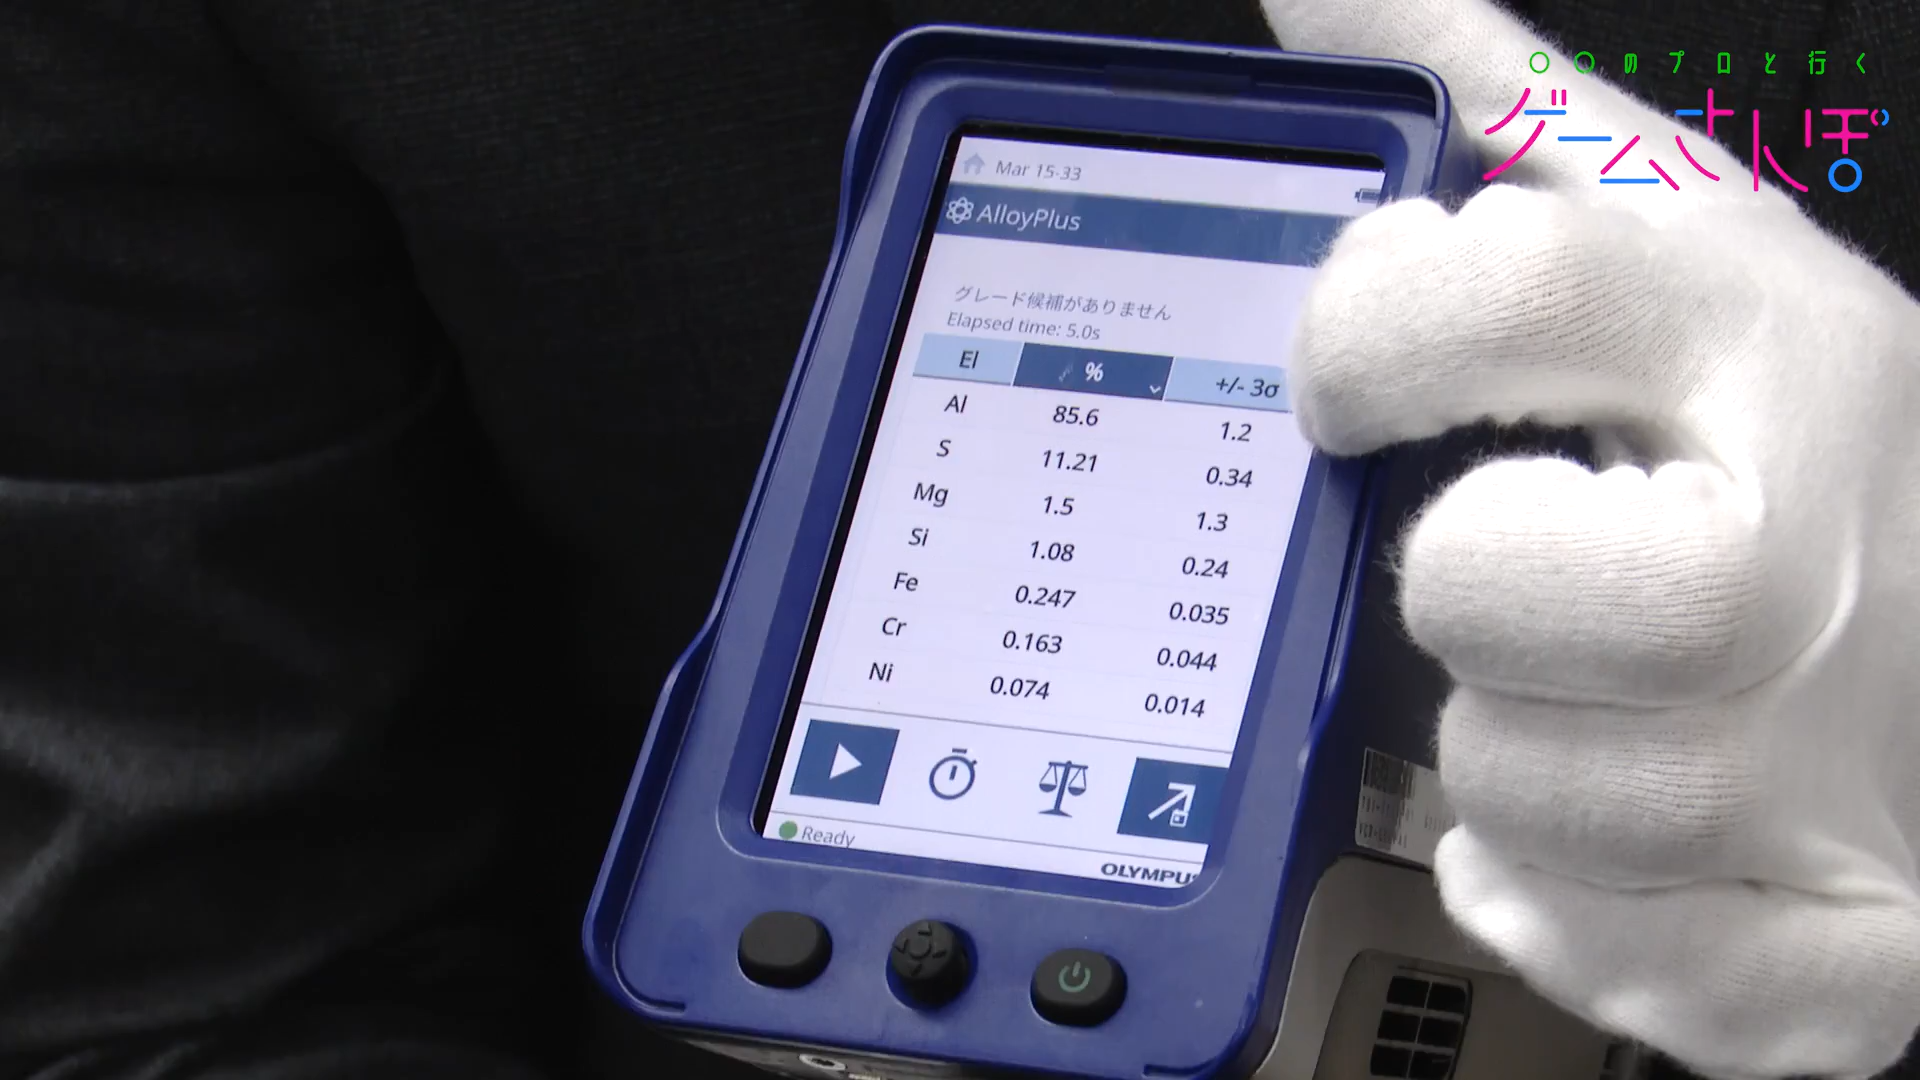 〇〇のプロと行く
ゲームさんぽ
Mar 15-33
AlloyPlus
グレード候補がありません
Elapsed time: 5.0s
El % +/- 3σ
Al 85.6 1.2
S 11.21 0.34
Mg 1.5 1.3
Si 1.08 0.24
Fe 0.247 0.035
Cr 0.163 0.044
Ni 0.074 0.014
Ready
OLYMPUS